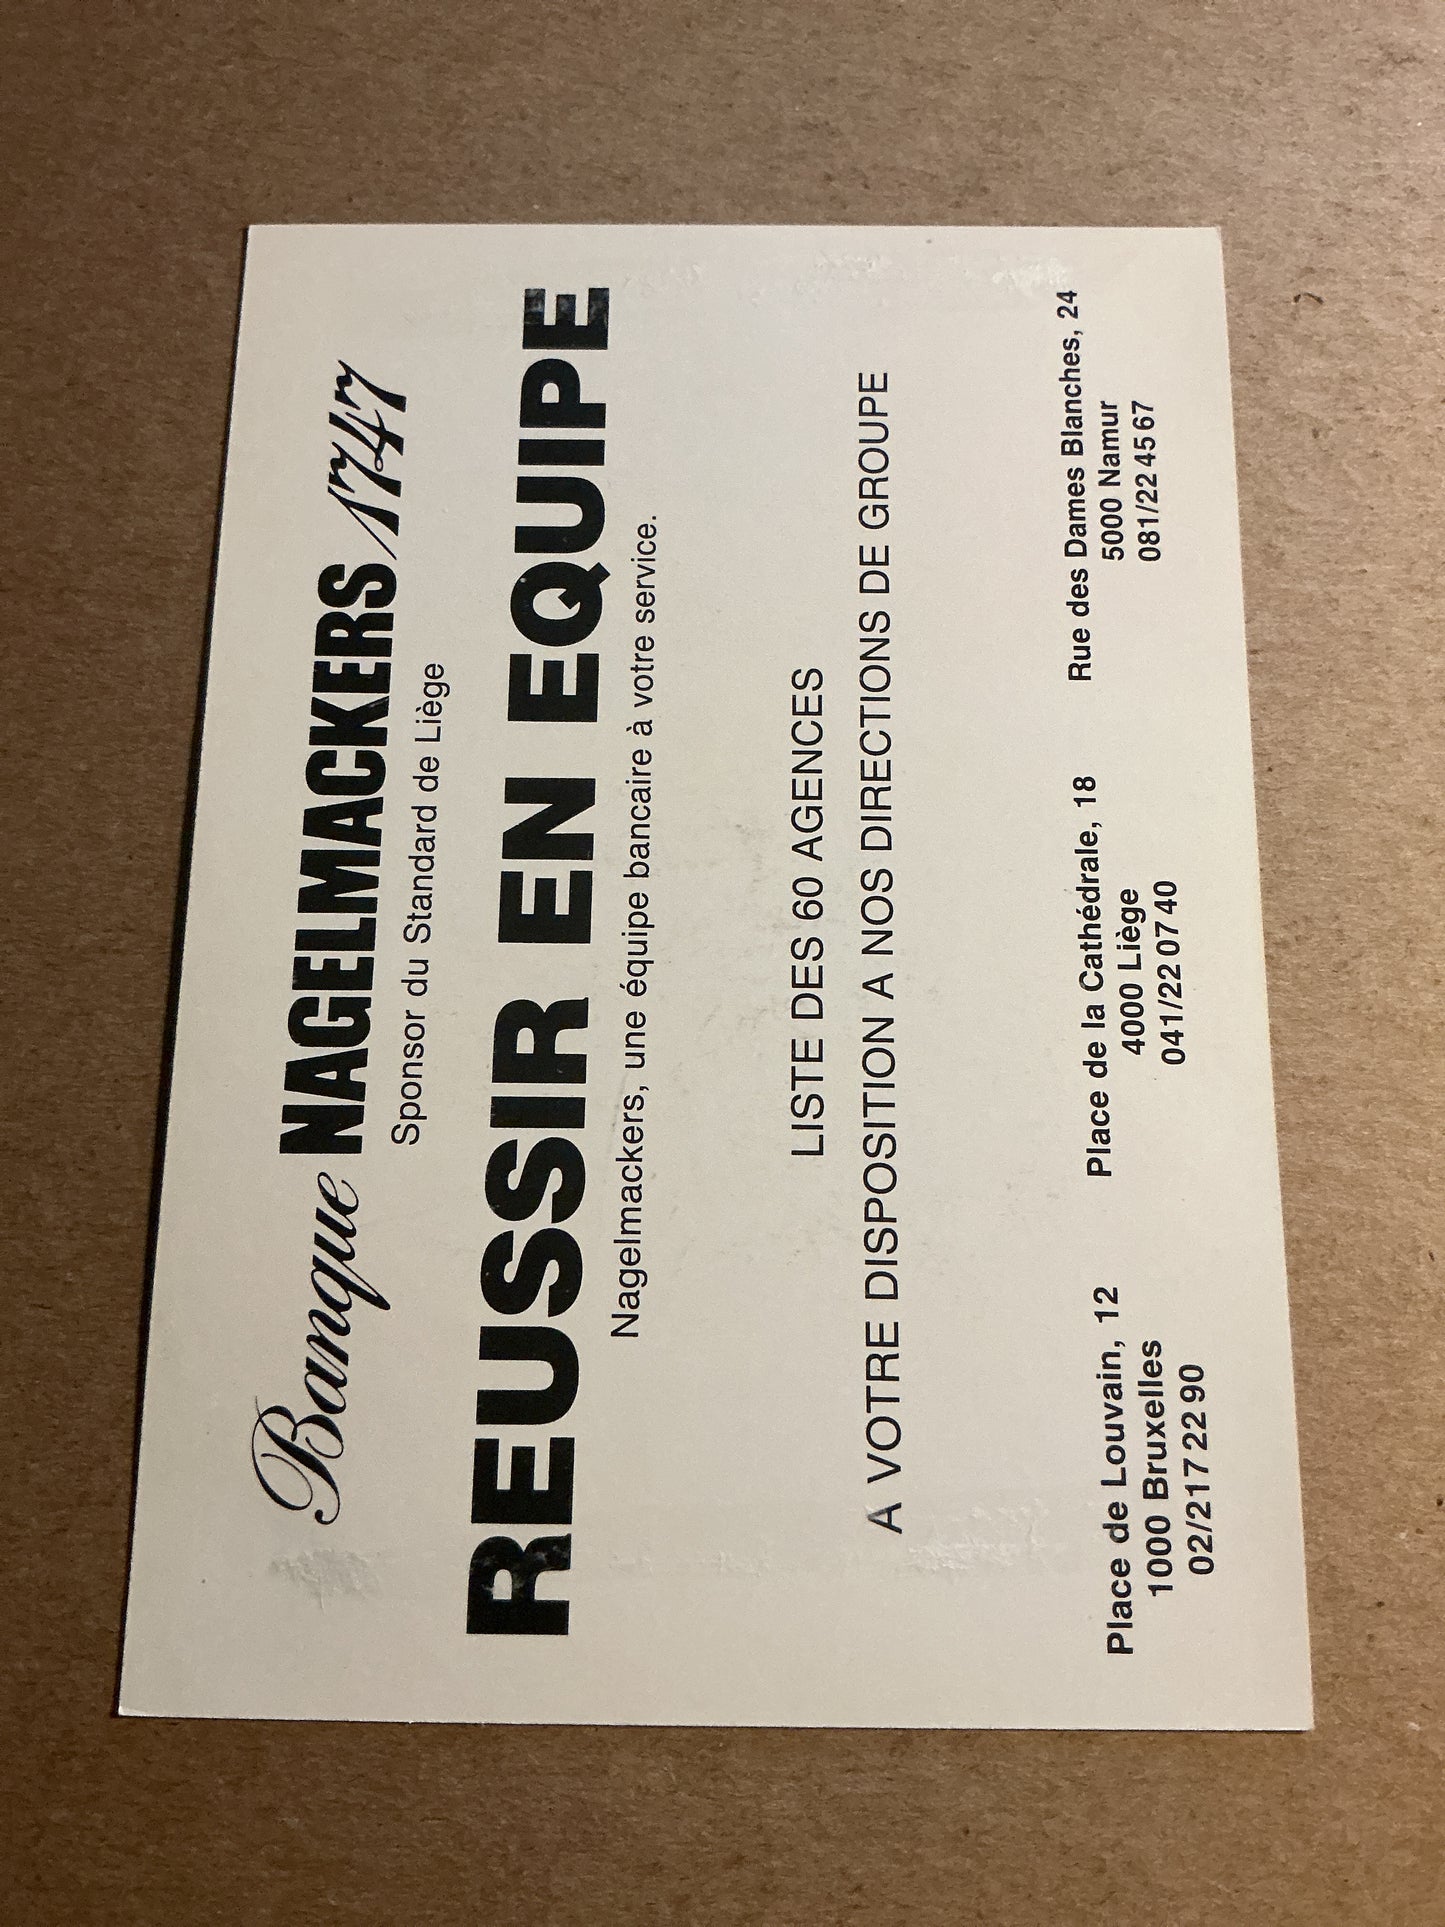 Banque NAGELMACKERS 1747
Sponsor du Standard de Liège
REUSSIR EN EQUIPE
Nagelmackers, une équipe bancaire à votre service.
LISTE DES 60 AGENCES
A VOTRE DISPOSITION A NOS DIRECTIONS DE GROUPE
Place de Louvain, 12
1000 Bruxelles
02/217 22 90
Place de la Cathédrale, 18
4000 Liège
041/22 07 40
Rue des Dames Blanches, 24
5000 Namur
081/22 45 67